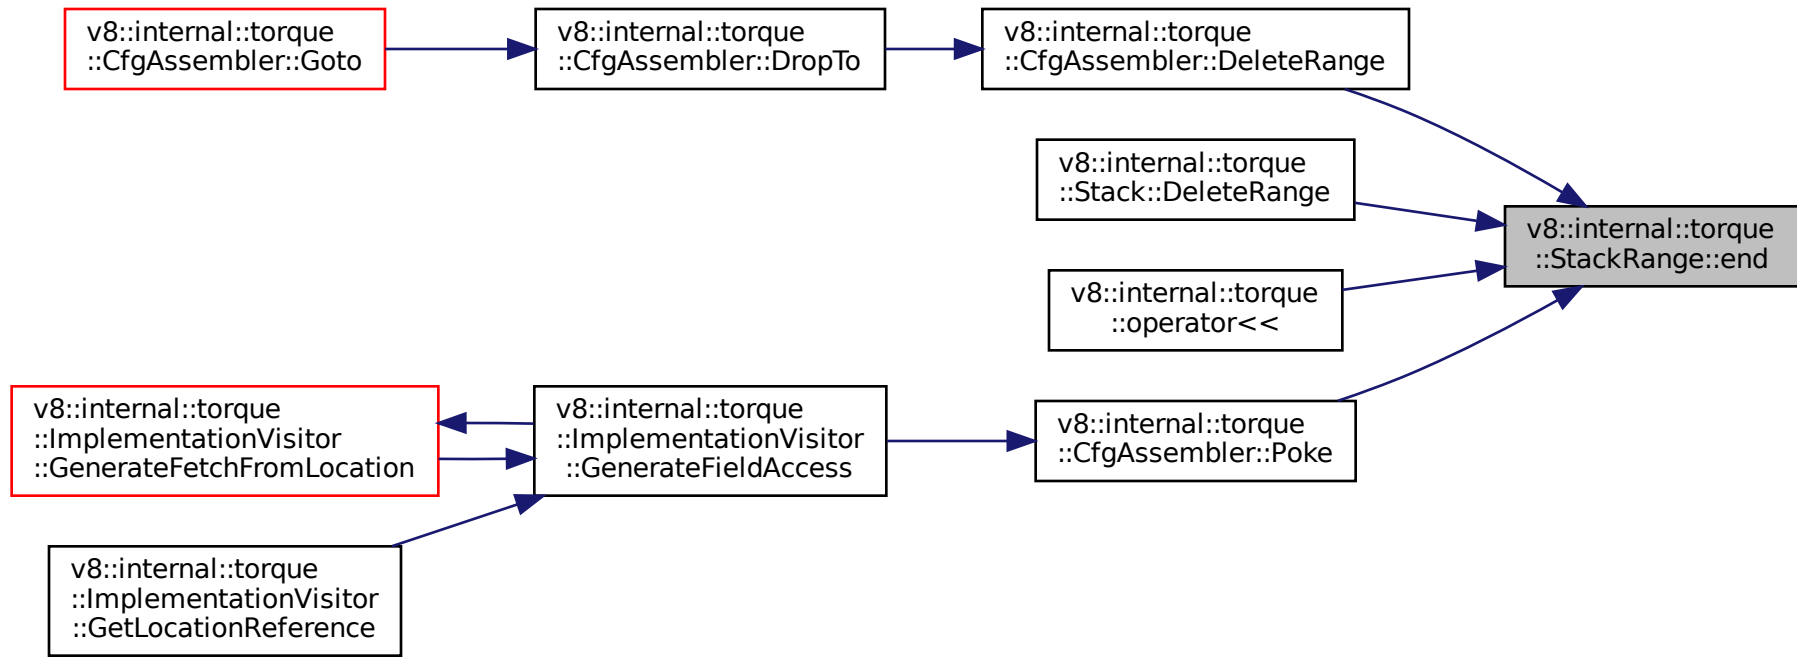 v8::internal::torque
::CfgAssembler::Goto
v8::internal::torque
::CfgAssembler::DropTo
v8::internal::torque
::CfgAssembler::DeleteRange
v8::internal::torque
::Stack::DeleteRange
v8::internal::torque
::StackRange::end
v8::internal::torque
::operator<<
v8::internal::torque
::ImplementationVisitor
::GenerateFetchFromLocation
v8::internal::torque
::ImplementationVisitor
::GenerateFieldAccess
v8::internal::torque
::CfgAssembler::Poke
v8::internal::torque
::ImplementationVisitor
::GetLocationReference